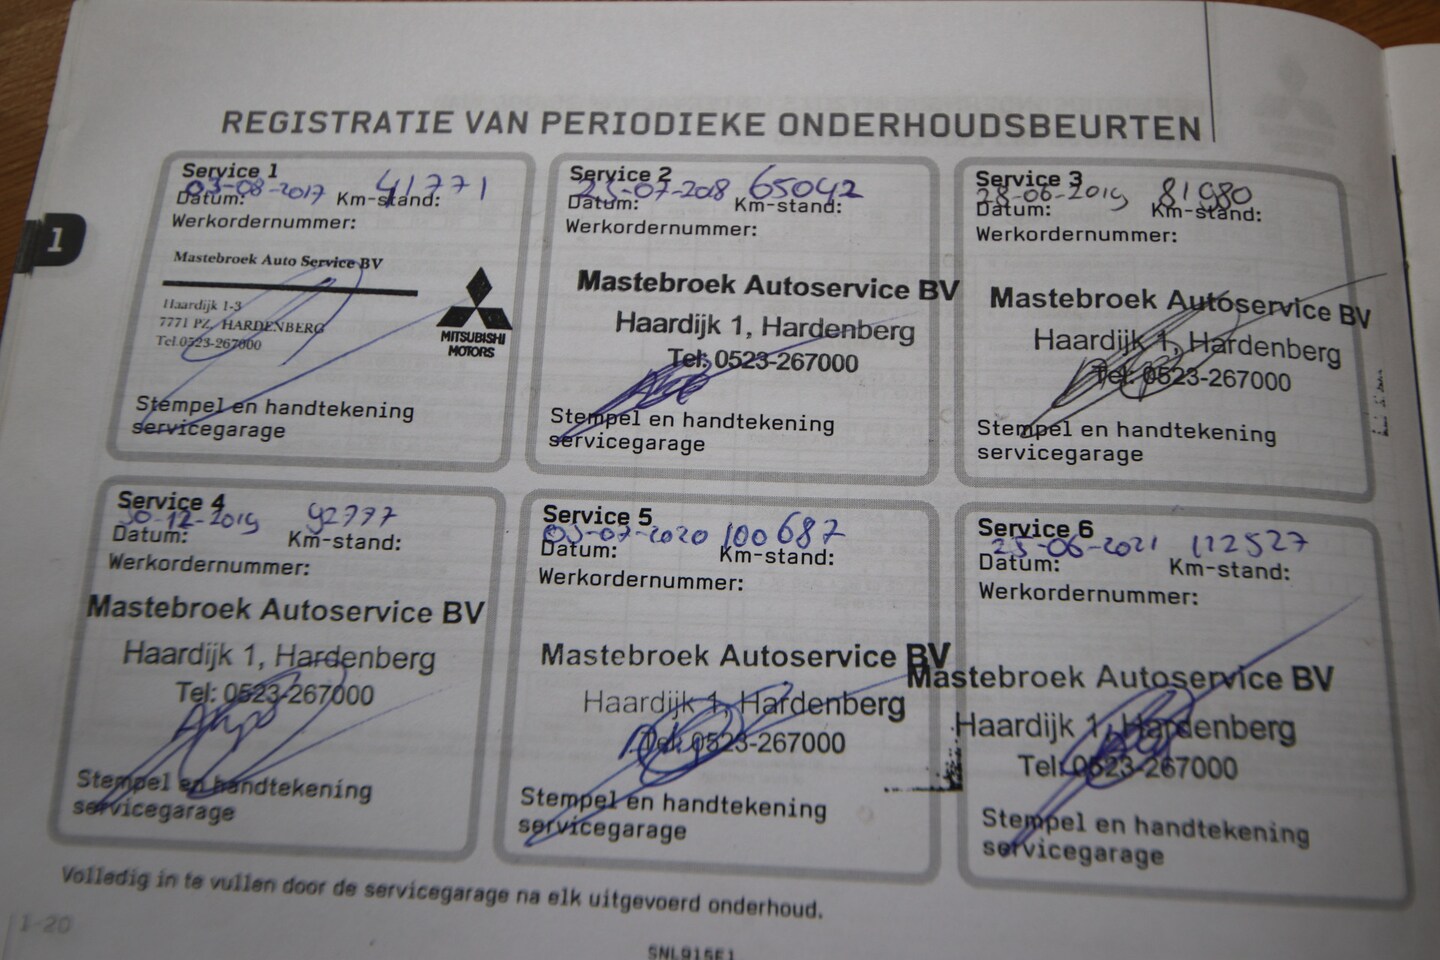 REGISTRATIE VAN PERIODIEKE ONDERHOUDSBEURTEN
1
Service 1
03-08-2017 41771
Datum: Km-stand:
Werkordernummer:
Mastebroek Auto Service BV
Haardijk 1-3
7771 PZ, HARDENBERG
Tel.0523-267000
MITSUBISHI
MOTORS
Stempel en handtekening
servicegarage
Service 2
23-07-2018 65042
Datum: Km-stand:
Werkordernummer:
Mastebroek Autoservice BV
Haardijk 1, Hardenberg
Tel: 0523-267000
Stempel en handtekening
servicegarage
Service 3
28-06-2019 81980
Datum: Km-stand:
Werkordernummer:
Mastebroek Autoservice BV
Haardijk 1, Hardenberg
Tel: 0523-267000
Stempel en handtekening
servicegarage
Service 4
30-12-2019 92777
Datum: Km-stand:
Werkordernummer:
Mastebroek Autoservice BV
Haardijk 1, Hardenberg
Tel: 0523-267000
Stempel en handtekening
servicegarage
Service 5
03-07-2020 100687
Datum: Km-stand:
Werkordernummer:
Mastebroek Autoservice BV
Haardijk 1, Hardenberg
Tel: 0523-267000
Stempel en handtekening
servicegarage
Service 6
23-06-2021 112527
Datum: Km-stand:
Werkordernummer:
Mastebroek Autoservice BV
Haardijk 1, Hardenberg
Tel: 0523-267000
Stempel en handtekening
servicegarage
Volledig in te vullen door de servicegarage na elk uitgevoerd onderhoud.
1-20
SNL916E1